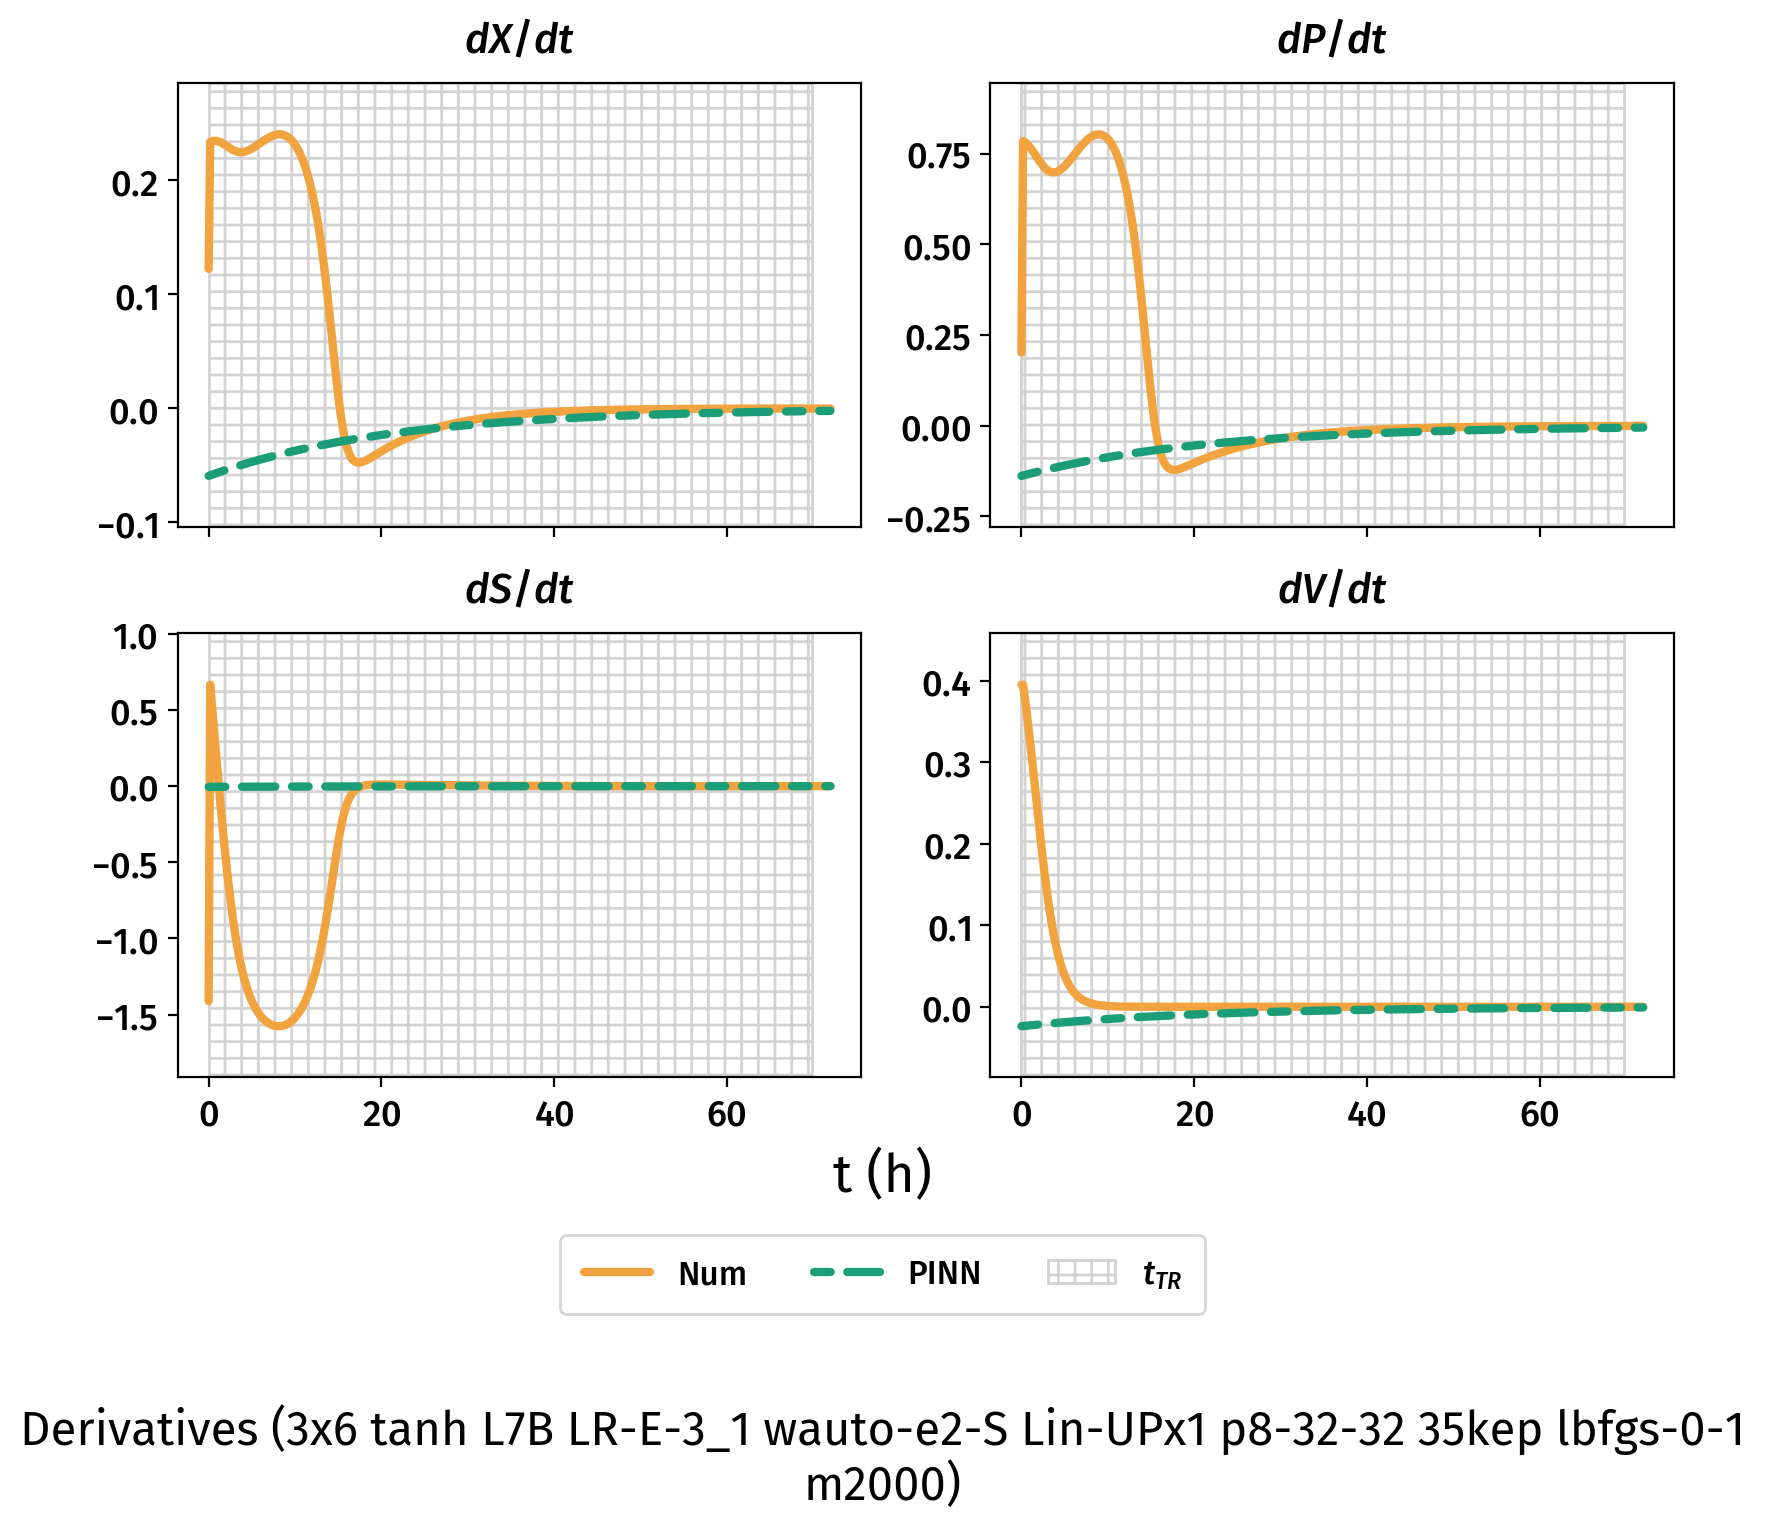 dX/dt
dP/dt
0.2
0.1
0.0
−0.1
0.75
0.50
0.25
0.00
−0.25
dS/dt
dV/dt
1.0
0.5
0.0
−0.5
−1.0
−1.5
0.4
0.3
0.2
0.1
0.0
0 20 40 60
0 20 40 60
t (h)
Num PINN tTR
Derivatives (3x6 tanh L7B LR-E-3_1 wauto-e2-S Lin-UPx1 p8-32-32 35kep lbfgs-0-1
m2000)